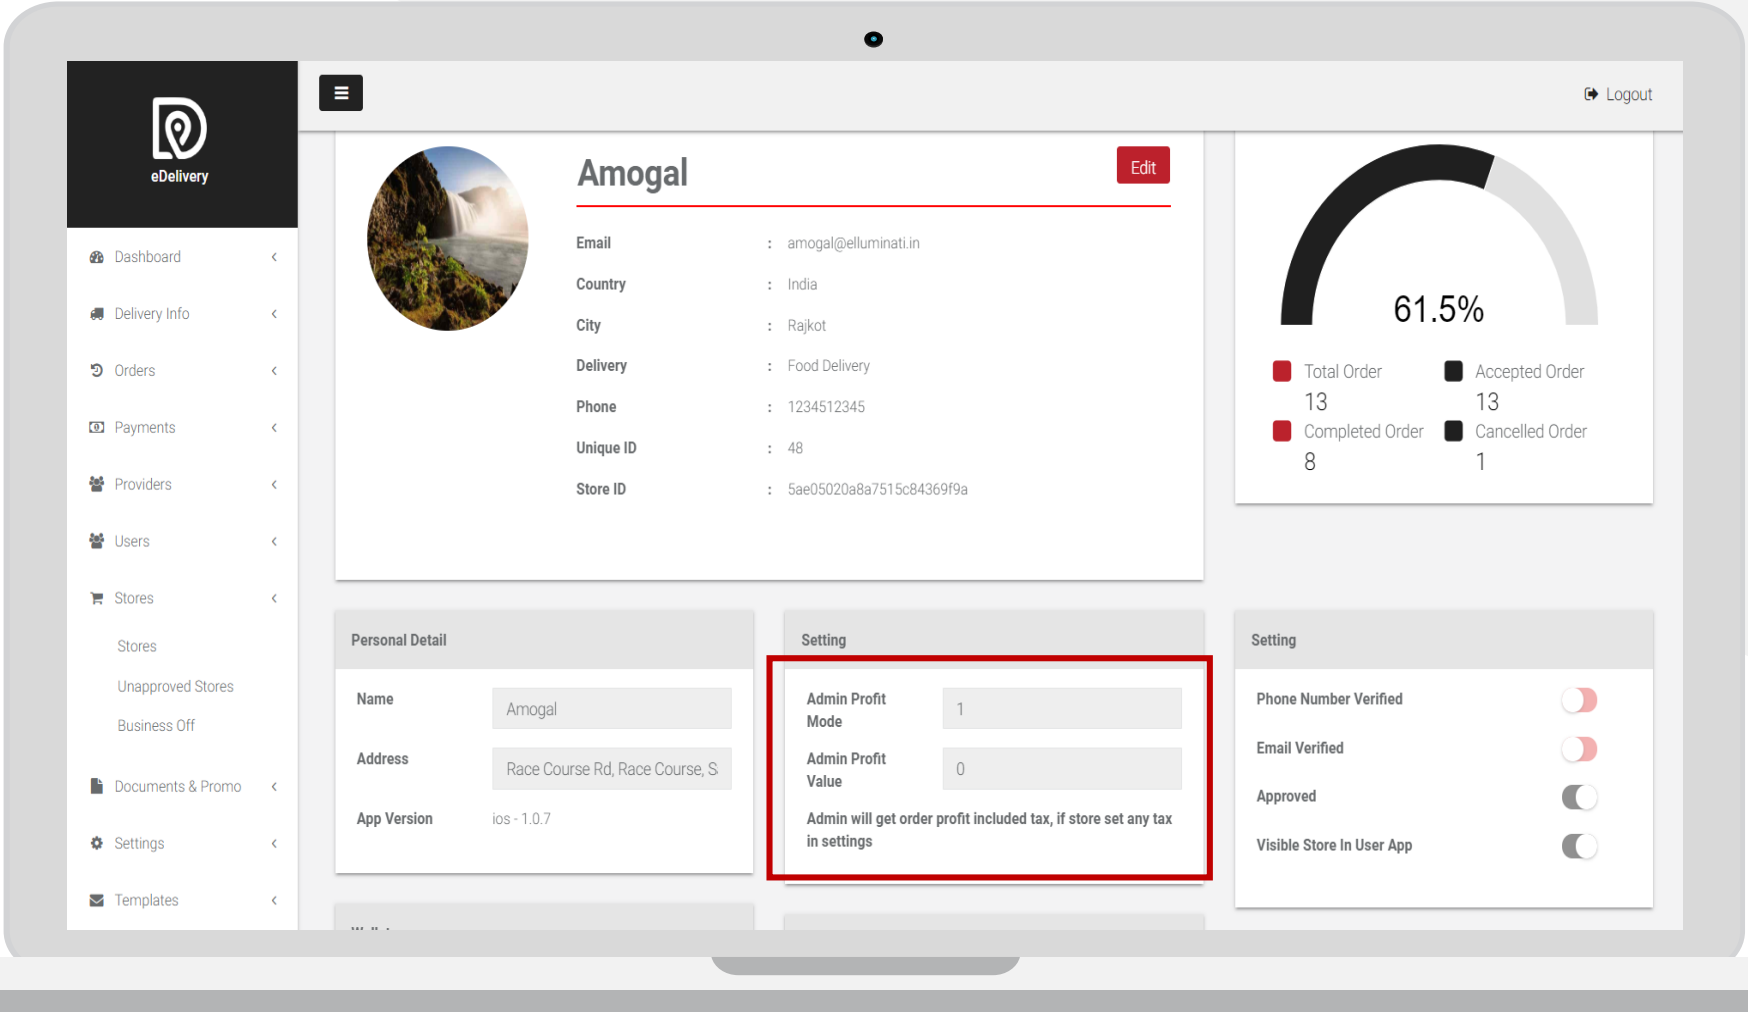 eDelivery
Logout
Dashboard
Delivery Info
Orders
Payments
Providers
Users
Stores
Stores
Unapproved Stores
Business Off
Documents & Promo
Settings
Templates
Amogal
Edit
Email : amogal@elluminati.in
Country : India
City : Rajkot
Delivery : Food Delivery
Phone : 1234512345
Unique ID : 48
Store ID : 5ae05020a8a7515c84369f9a
61.5%
Total Order
13
Accepted Order
13
Completed Order
8
Cancelled Order
1
Personal Detail
Name Amogal
Address Race Course Rd, Race Course, S
App Version ios - 1.0.7
Setting
Admin Profit
Mode
1
Admin Profit
Value
0
Admin will get order profit included tax, if store set any tax
in settings
Setting
Phone Number Verified
Email Verified
Approved
Visible Store In User App